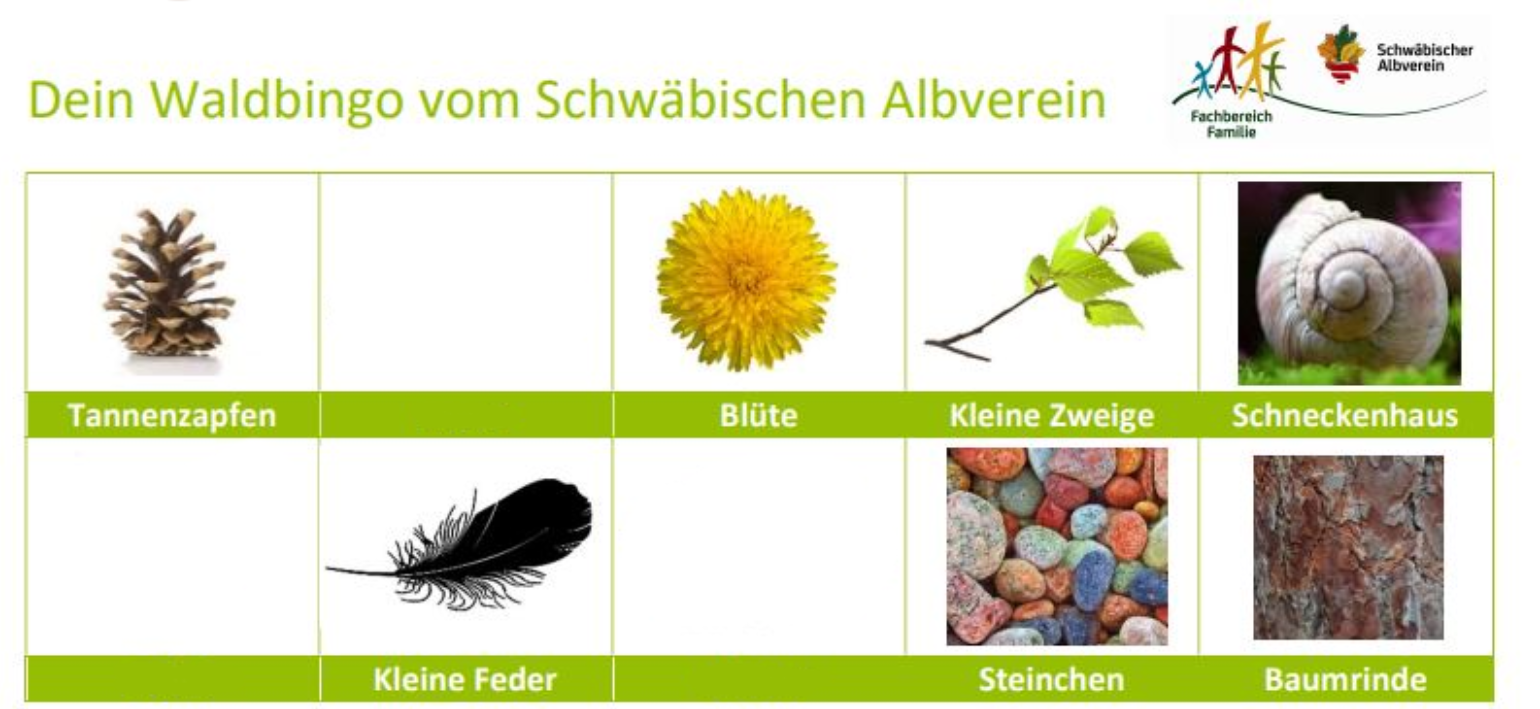 Dein Waldbingo vom Schwäbischen Albverein
Fachbereich
Familie
Schwäbischer
Albverein
Tannenzapfen
Blüte
Kleine Zweige
Schneckenhaus
Kleine Feder
Steinchen
Baumrinde